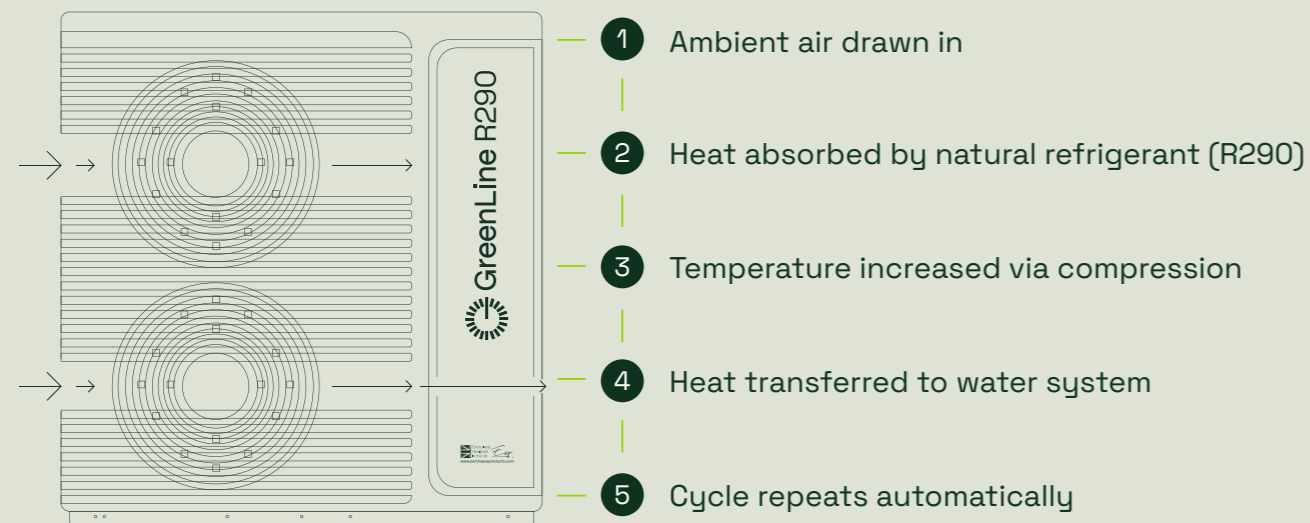 GreenLine R290
1
Ambient air drawn in
2
Heat absorbed by natural refrigerant (R290)
3
Temperature increased via compression
4
Heat transferred to water system
5
Cycle repeats automatically